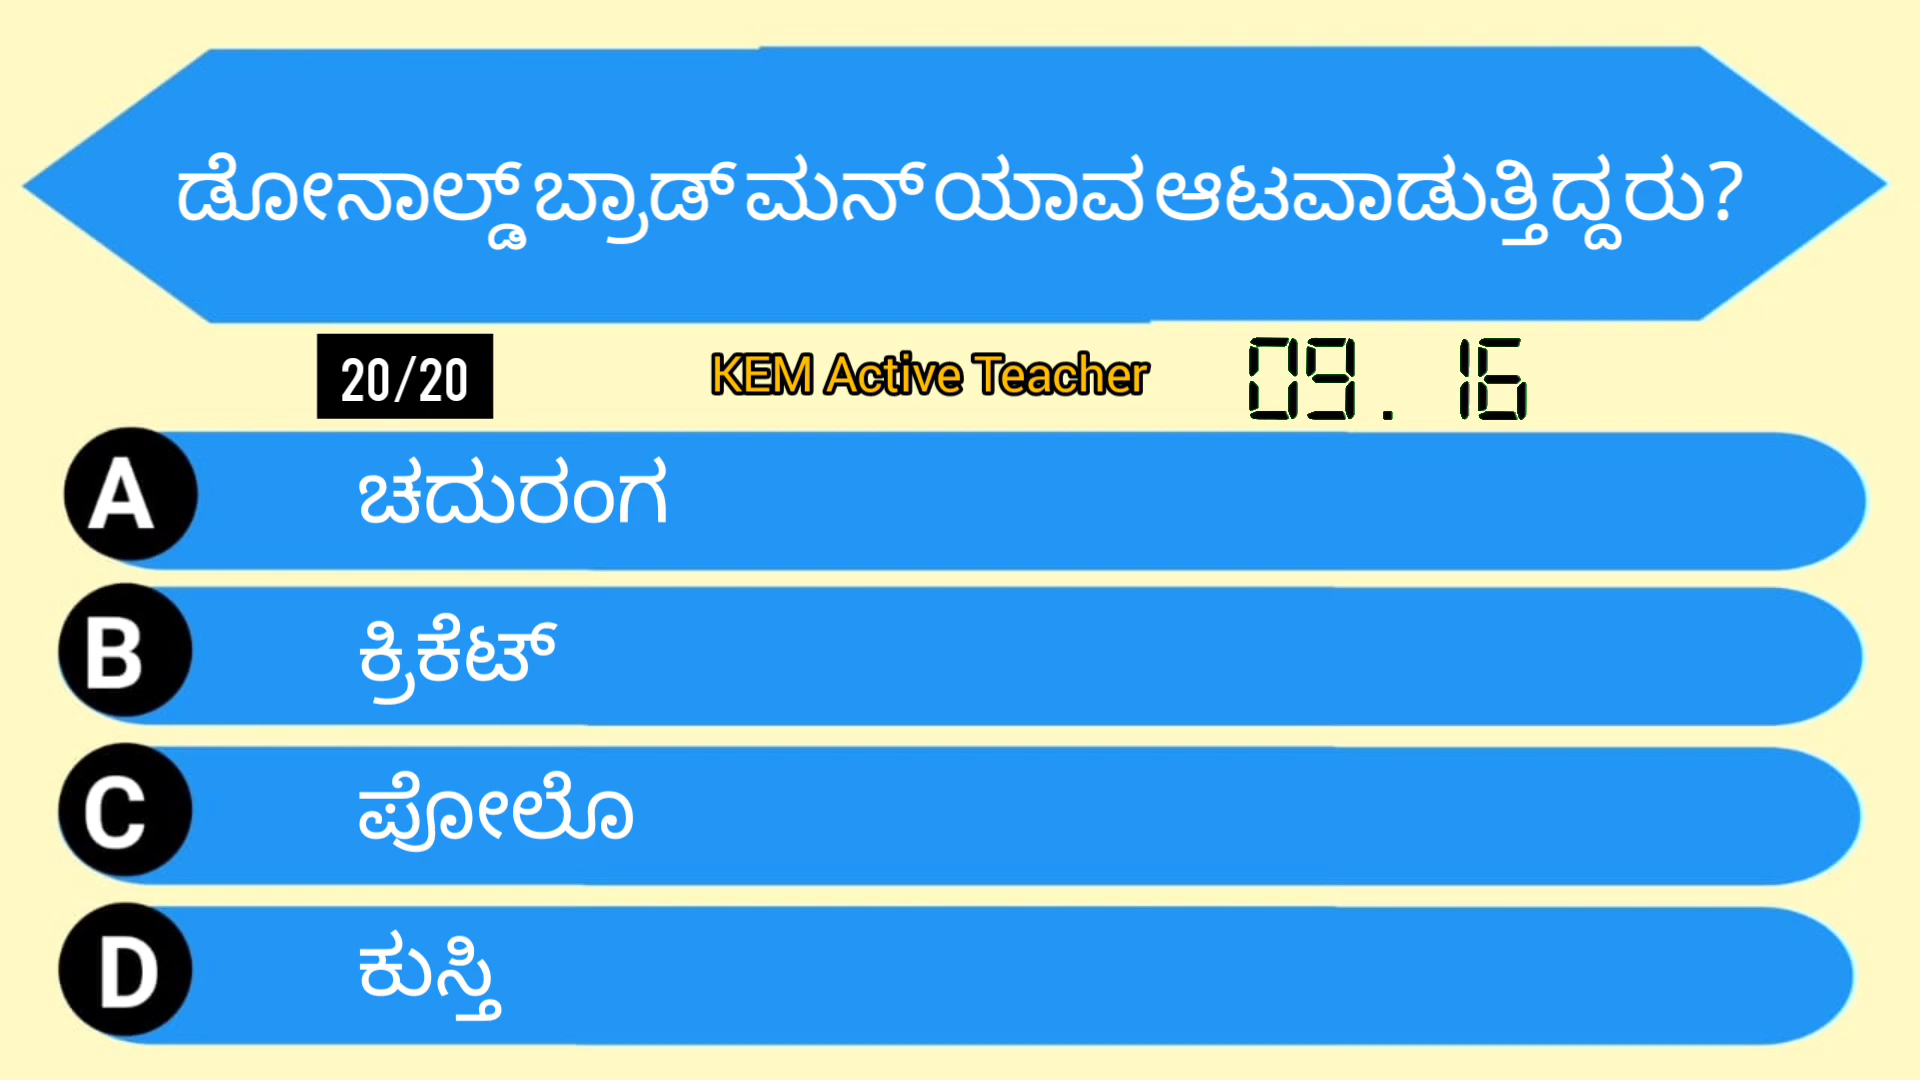 ಡೋನಾಲ್ಡ್ ಬ್ರಾಡ್ ಮನ್ ಯಾವ ಆಟವಾಡುತ್ತಿದ್ದರು?
20/20 KEM Active Teacher 09. 16
A ಚದುರಂಗ
B ಕ್ರಿಕೆಟ್
C ಪೋಲೊ
D ಕುಸ್ತಿ